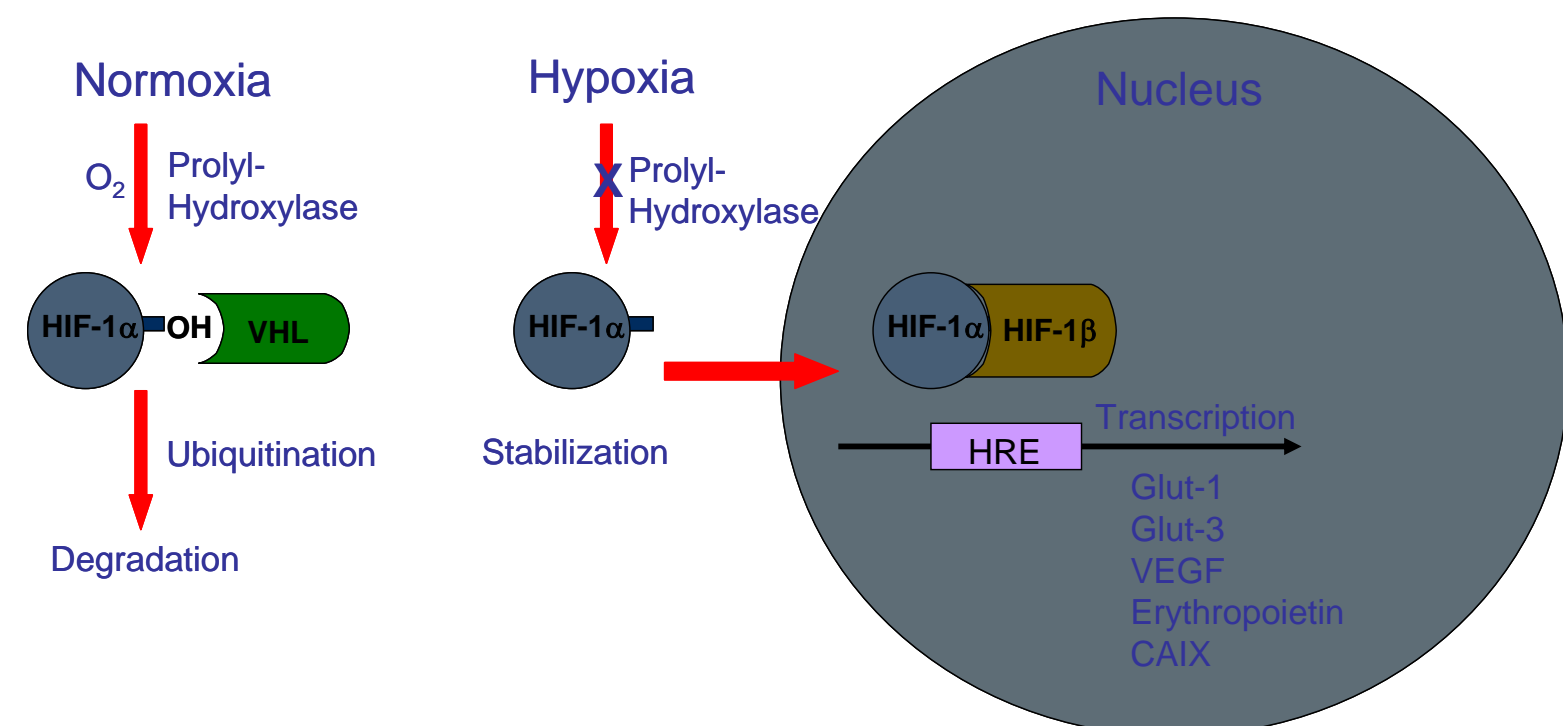 Normoxia
O2
Prolyl-
Hydroxylase
HIF-1α
OH
VHL
Ubiquitination
Degradation
Hypoxia
X
Prolyl-
Hydroxylase
HIF-1α
Stabilization
Nucleus
HIF-1α
HIF-1β
Transcription
HRE
Glut-1
Glut-3
VEGF
Erythropoietin
CAIX